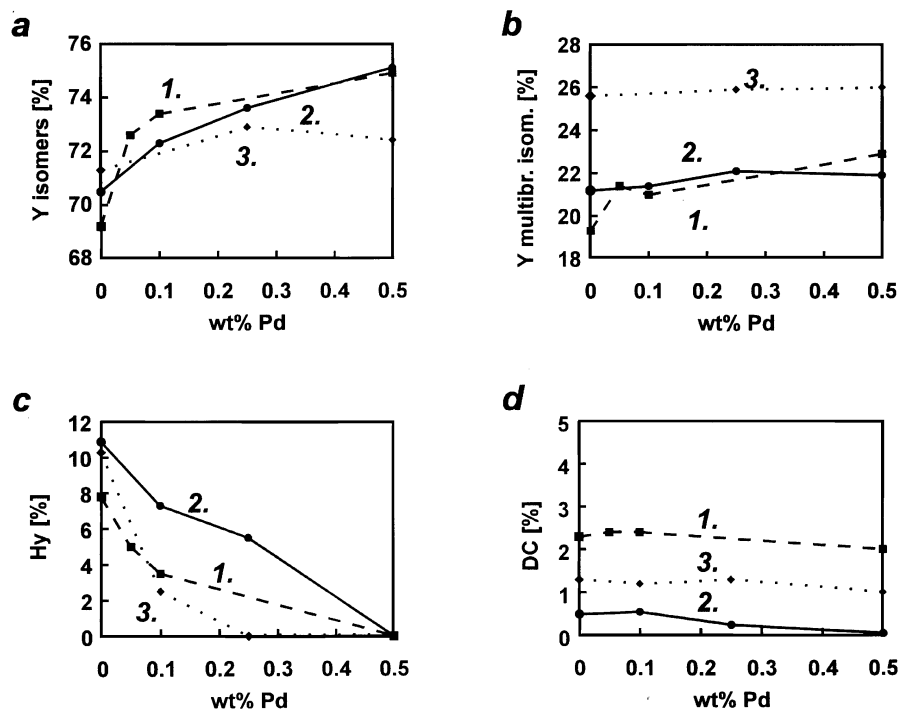 a
76
74
72
70
68
Y isomers [%]
1.
2.
3.
0 0.1 0.2 0.3 0.4 0.5
wt% Pd
b
28
26
24
22
20
18
Y multibr. isom. [%]
3.
2.
1.
0 0.1 0.2 0.3 0.4 0.5
wt% Pd
c
12
10
8
6
4
2
0
Hy [%]
2.
1.
3.
0 0.1 0.2 0.3 0.4 0.5
wt% Pd
d
5
4
3
2
1
0
DC [%]
1.
3.
2.
0 0.1 0.2 0.3 0.4 0.5
wt% Pd